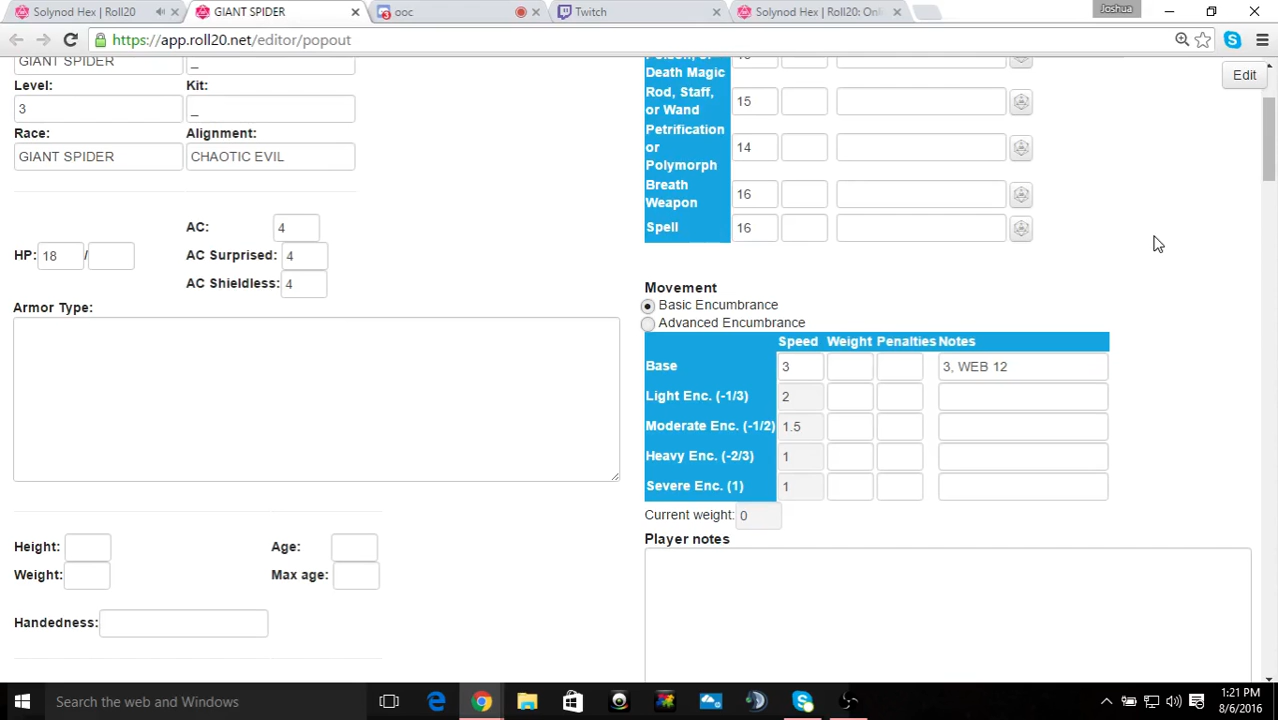 Solynod Hex | Roll20
GIANT SPIDER
ooc
Twitch
Solynod Hex | Roll20: Onl
Joshua
https://app.roll20.net/editor/popout
GIANT SPIDER
_
Level:
Kit:
3
_
Race:
Alignment:
GIANT SPIDER
CHAOTIC EVIL
AC:
4
HP:
18
/
AC Surprised:
4
AC Shieldless:
4
Armor Type:
Height:
Age:
Weight:
Max age:
Handedness:
Edit
Death Magic
Rod, Staff,
or Wand
15
Petrification
or
Polymorph
14
Breath
Weapon
16
Spell
16
Movement
Basic Encumbrance
Advanced Encumbrance
Speed
Weight
Penalties
Notes
Base
3
3, WEB 12
Light Enc. (-1/3)
2
Moderate Enc. (-1/2)
1.5
Heavy Enc. (-2/3)
1
Severe Enc. (1)
1
Current weight:
0
Player notes
Search the web and Windows
1:21 PM
8/6/2016